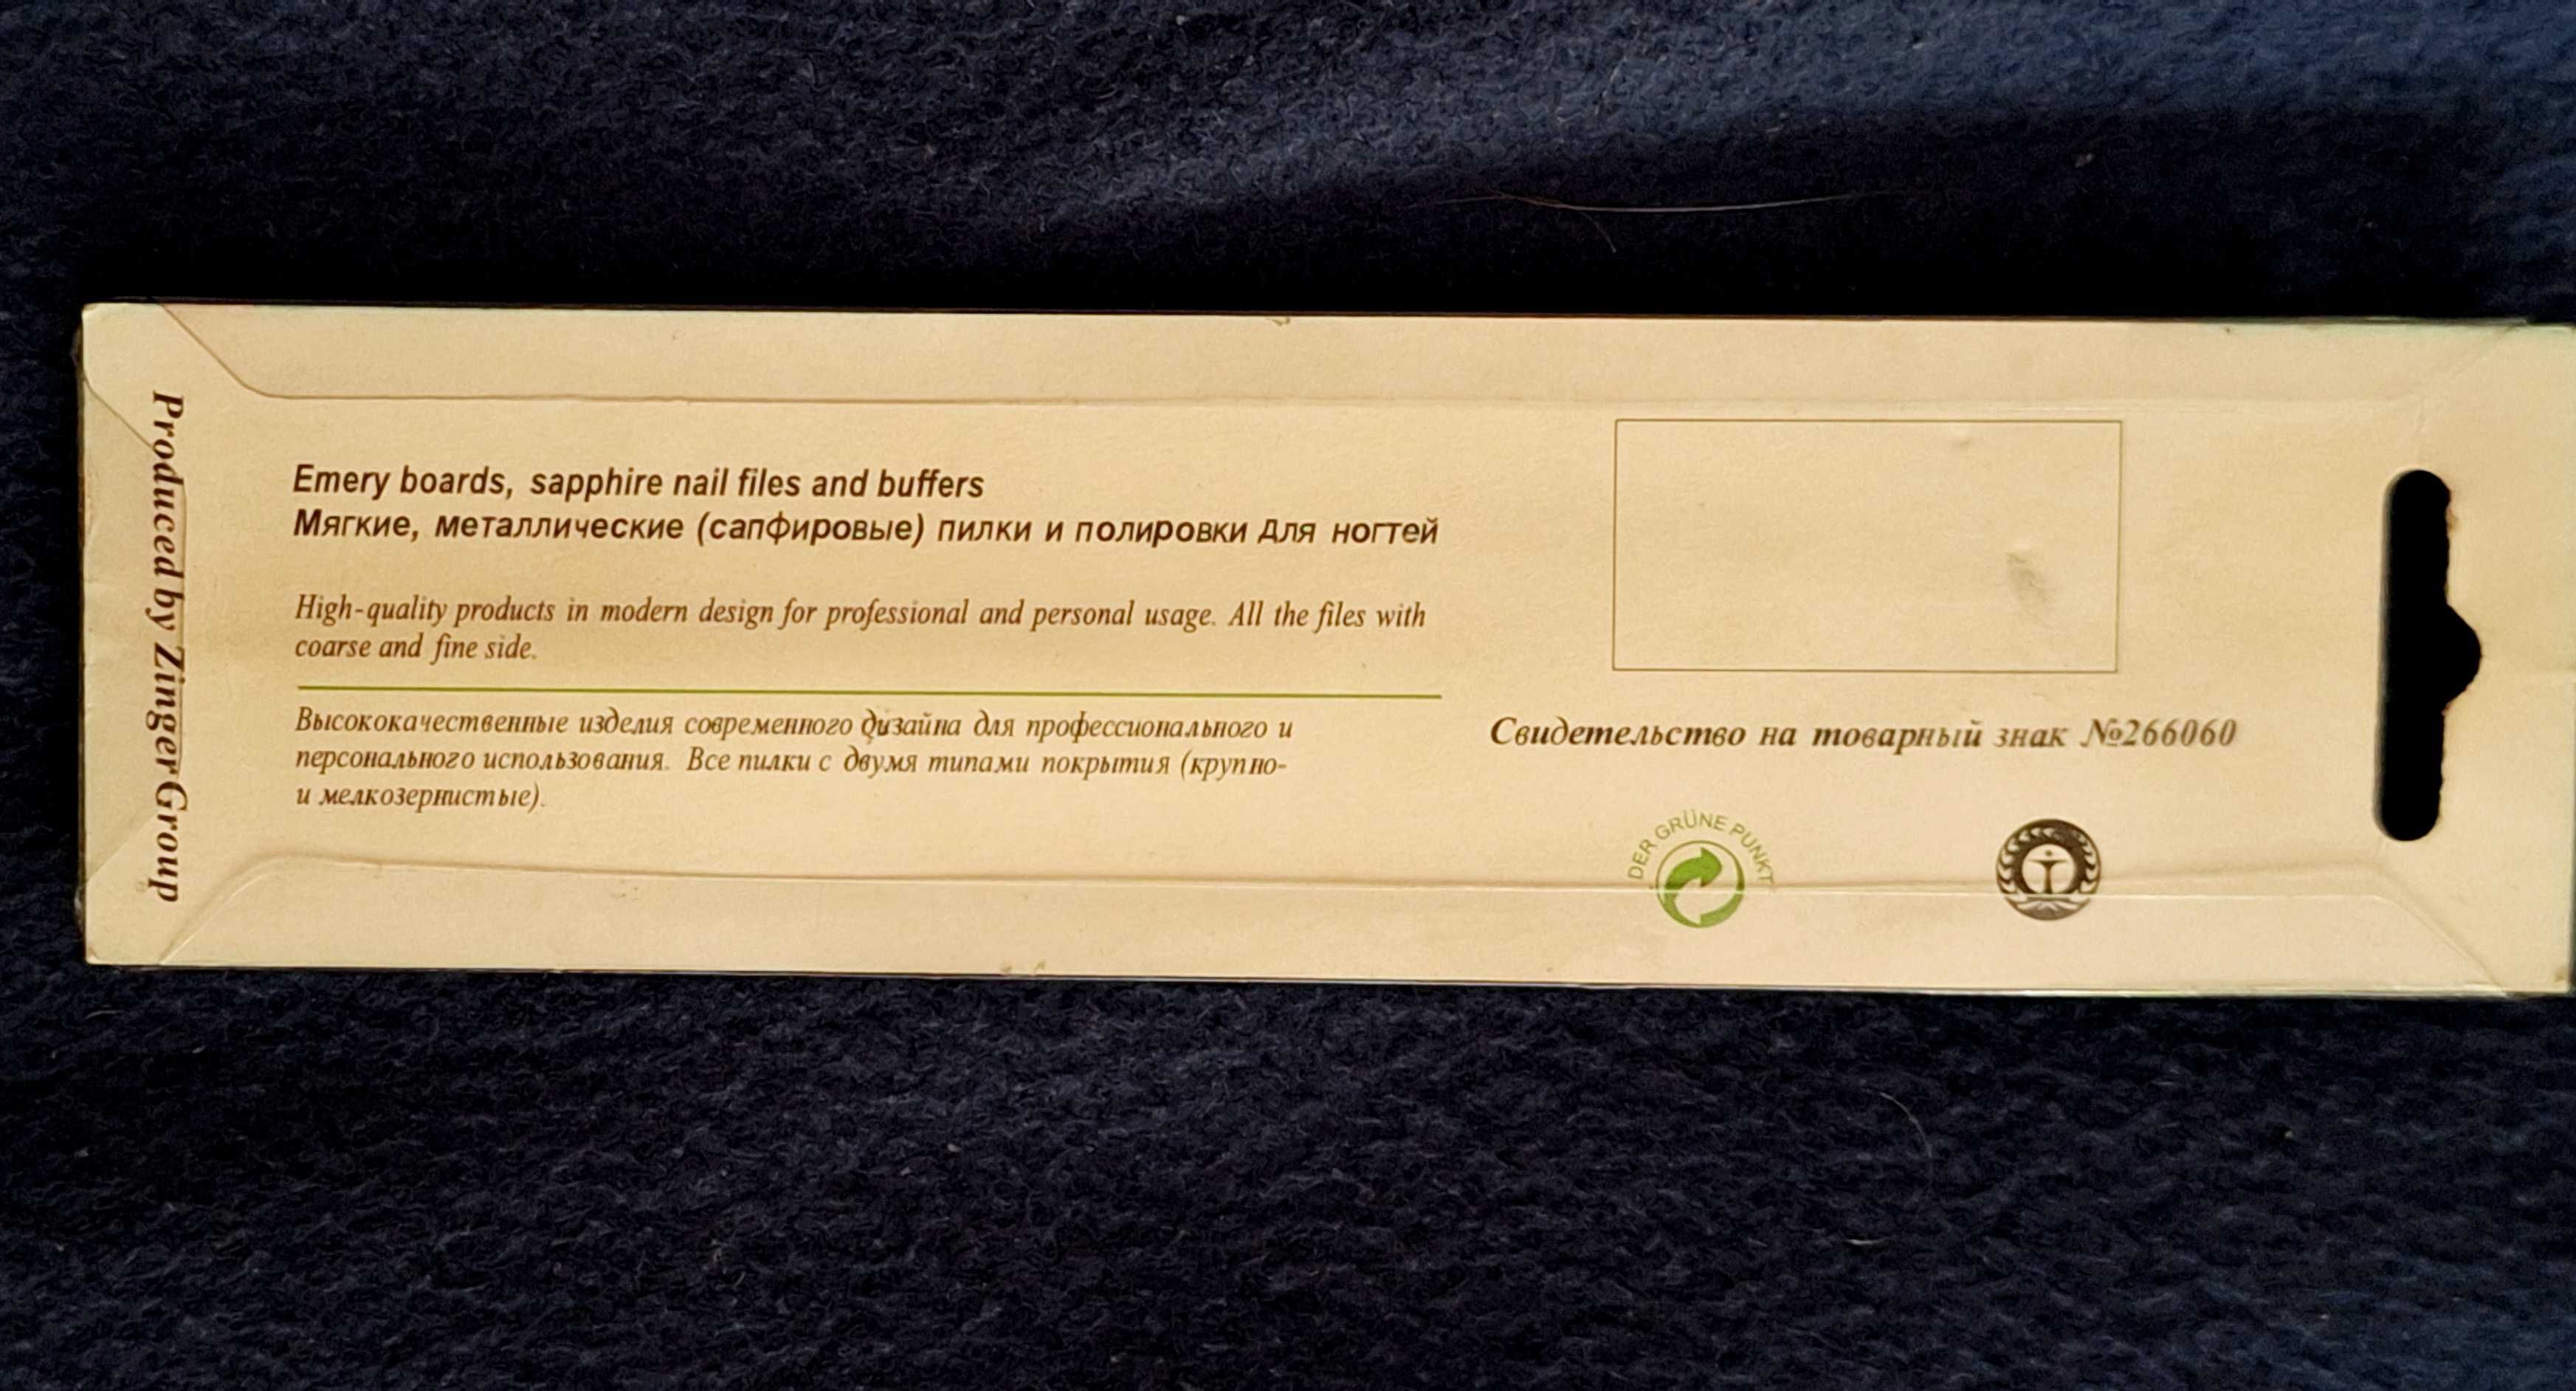 Produced by Zinger Group
Emery boards, sapphire nail files and buffers
Мягкие, металлические (сапфировые) пилки и полировки для ногтей
High-quality products in modern design for professional and personal usage. All the files with
coarse and fine side.
Высококачественные изделия современного дизайна для профессионального и
персонального использования. Все пилки с двумя типами покрытия (крупно-
и мелкозернистые).
Свидетельство на товарный знак №266060
DER GRÜNE PUNKT